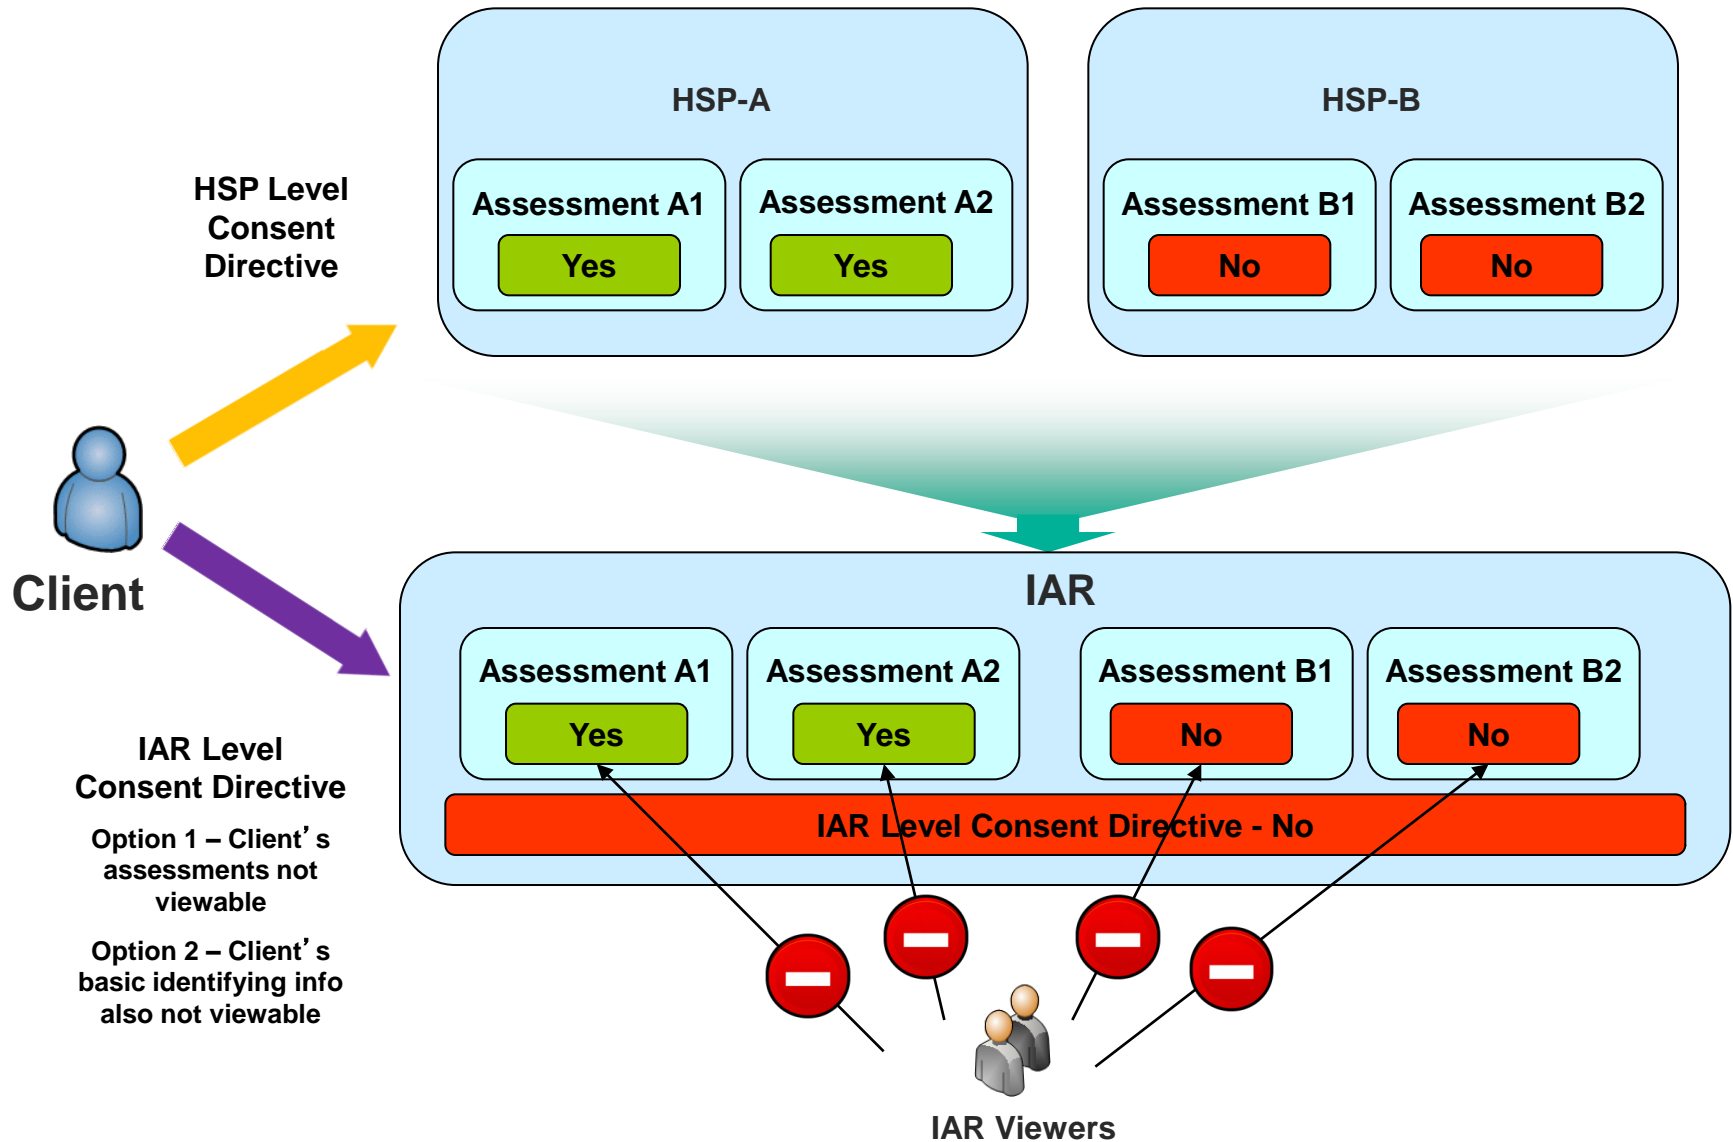 HSP-A
HSP-B
HSP Level
Consent
Directive
Assessment A1
Yes
Assessment A2
Yes
Assessment B1
No
Assessment B2
No
Client
IAR
Assessment A1
Yes
Assessment A2
Yes
Assessment B1
No
Assessment B2
No
IAR Level Consent Directive - No
IAR Level
Consent Directive
Option 1 – Client's
assessments not
viewable
Option 2 – Client's
basic identifying info
also not viewable
IAR Viewers